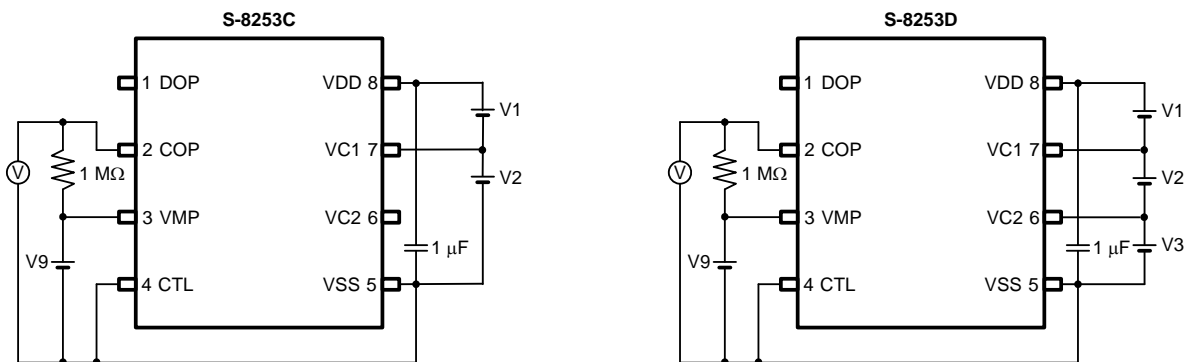 S-8253C
1 DOP
VDD 8
V1
2 COP
VC1 7
V
1 MΩ
V2
3 VMP
VC2 6
1 μF
V9
4 CTL
VSS 5
S-8253D
1 DOP
VDD 8
V1
2 COP
VC1 7
V
1 MΩ
V2
3 VMP
VC2 6
1 μF
V3
V9
4 CTL
VSS 5